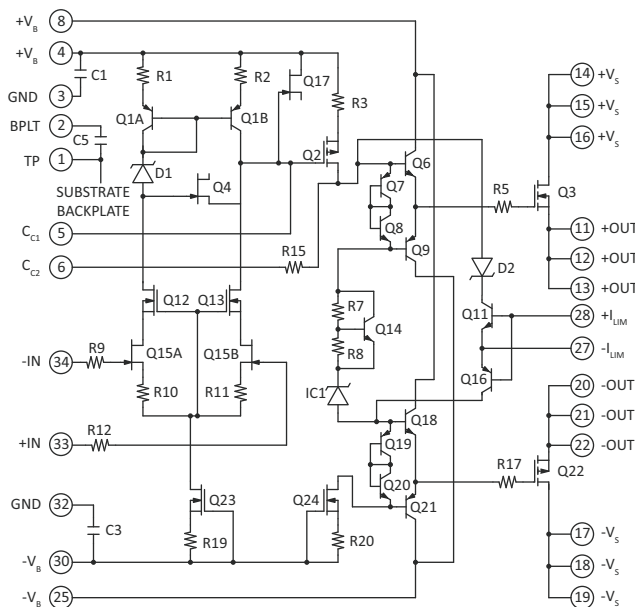 +V_B 8
+V_B 4
C1
R1
R2
Q17
R3
GND 3
Q1A
Q1B
BPLT 2
C5
Q2
TP 1
D1
Q4
SUBSTRATE
BACKPLATE
C_C1 5
C_C2 6
R15
Q6
Q7
Q8
Q9
R5
Q3
14 +V_S
15 +V_S
16 +V_S
11 +OUT
12 +OUT
13 +OUT
D2
Q12
Q13
R7
Q14
R8
Q11
28 +I_LIM
27 -I_LIM
Q15A
Q15B
-IN 34
R9
R10
R11
IC1
Q16
+IN 33
R12
Q18
Q19
Q20
Q21
R17
Q22
20 -OUT
21 -OUT
22 -OUT
GND 32
C3
Q23
Q24
R19
R20
-V_B 30
-V_B 25
17 -V_S
18 -V_S
19 -V_S